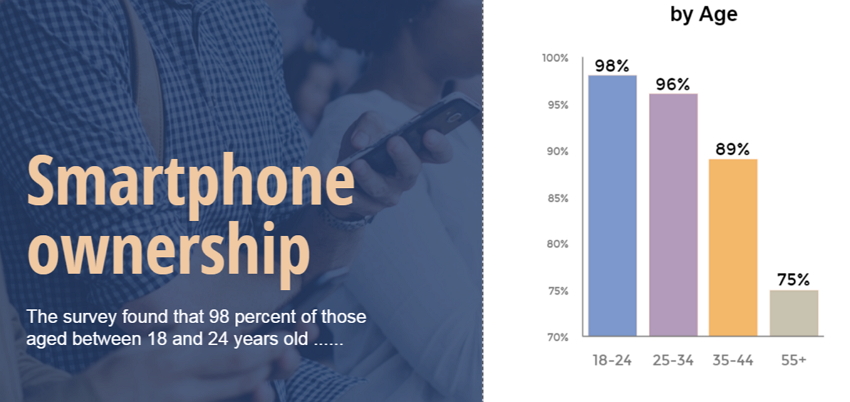 Smartphone
ownership
The survey found that 98 percent of those
aged between 18 and 24 years old ......
by Age
100%
95%
90%
85%
80%
75%
70%
98%
96%
89%
75%
18-24 25-34 35-44 55+